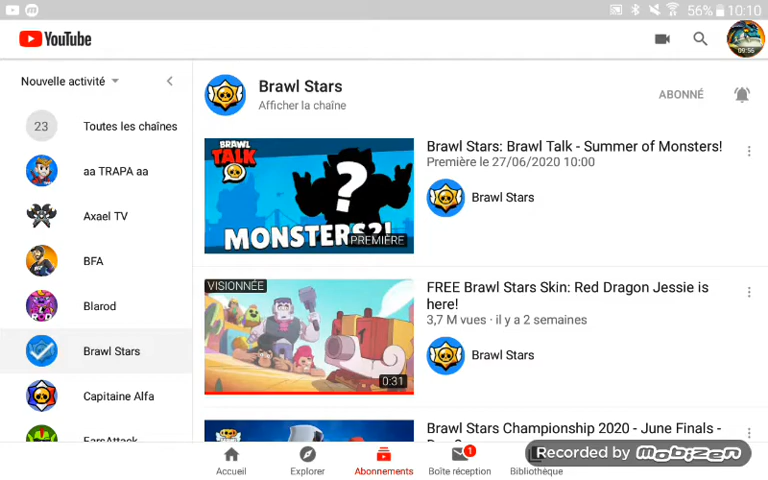 56% 10:10
YouTube
09:56
Nouvelle activité
23
Toutes les chaînes
aa TRAPA aa
Axael TV
BFA
Blarod
Brawl Stars
Capitaine Alfa
Brawl Stars
Afficher la chaîne
ABONNÉ
BRAWL
TALK
?
MONSTERS?!
PREMIÈRE
Brawl Stars: Brawl Talk - Summer of Monsters!
Première le 27/06/2020 10:00
Brawl Stars
VISIONNÉE
0:31
FREE Brawl Stars Skin: Red Dragon Jessie is
here!
3,7 M vues · il y a 2 semaines
Brawl Stars
Brawl Stars Championship 2020 - June Finals -
Accueil
Explorer
Abonnements
1
Boîte réception
Bibliothèque
Recorded by
MOBIZEN